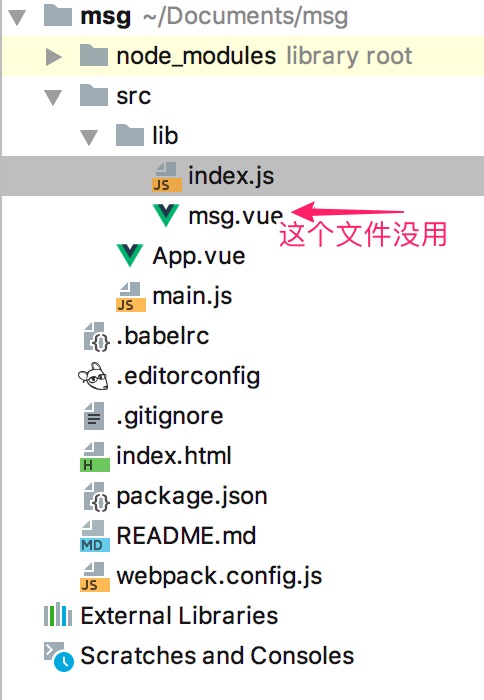 msg ~/Documents/msg
node_modules library root
src
lib
JS index.js
msg.vue
这个文件没用
App.vue
JS main.js
.babelrc
.editorconfig
.gitignore
H index.html
package.json
MD README.md
JS webpack.config.js
External Libraries
Scratches and Consoles